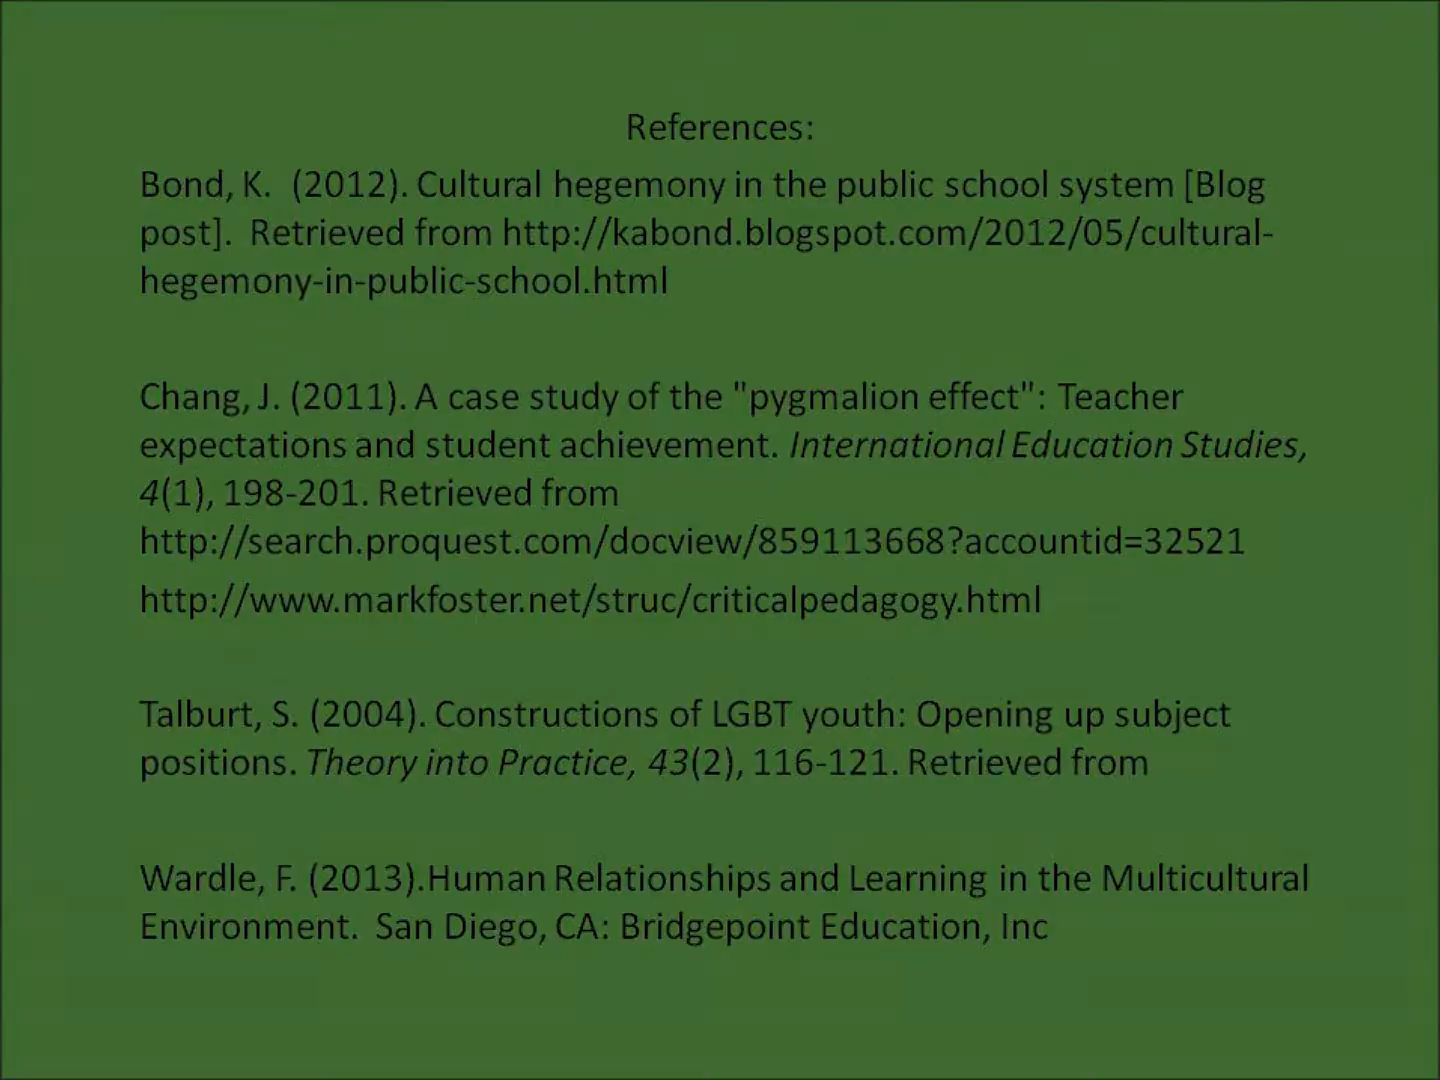 References:
Bond, K.  (2012). Cultural hegemony in the public school system [Blog
post].  Retrieved from http://kabond.blogspot.com/2012/05/cultural-
hegemony-in-public-school.html
Chang, J. (2011). A case study of the "pygmalion effect": Teacher
expectations and student achievement. International Education Studies,
4(1), 198-201. Retrieved from
http://search.proquest.com/docview/859113668?accountid=32521
http://www.markfoster.net/struc/criticalpedagogy.html
Talburt, S. (2004). Constructions of LGBT youth: Opening up subject
positions. Theory into Practice, 43(2), 116-121. Retrieved from
Wardle, F. (2013).Human Relationships and Learning in the Multicultural
Environment.  San Diego, CA: Bridgepoint Education, Inc